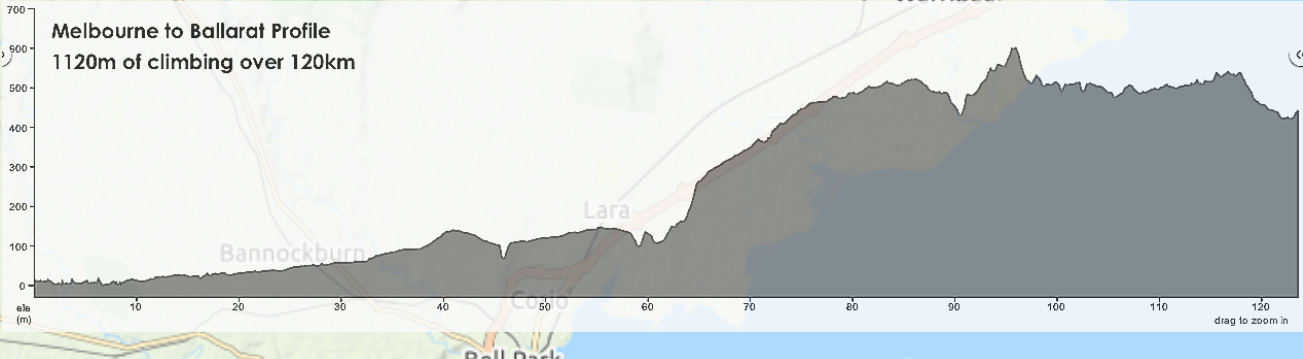 700
Melbourne to Ballarat Profile
600
1120m of climbing over 120km
500
400
300
Lara
200
Bannockburn
100
0
Corio
ele
(m)
10 20 30 40 50 60 70 80 90 100 110 120
drag to zoom in
Bell Park